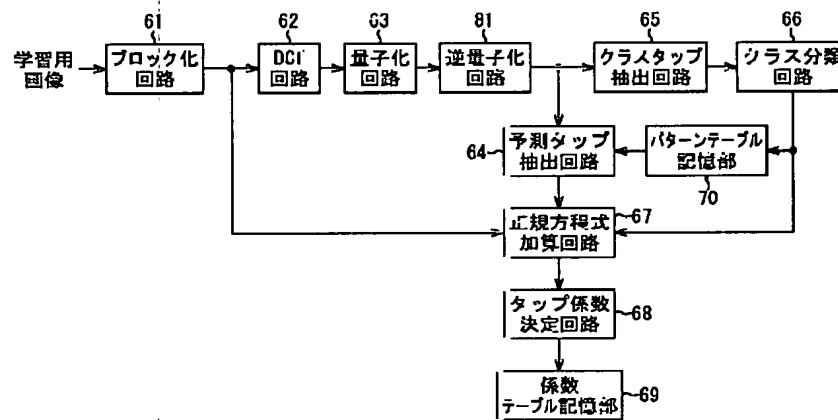 61
62
63
81
65
66
学習用
画像
ブロック化
回路
DCT
回路
量子化
回路
逆量子化
回路
クラスタップ
抽出回路
クラス分類
回路
64
予測タップ
抽出回路
パターンテーブル
記憶部
70
正規方程式
加算回路
67
タップ係数
決定回路
68
係数
テーブル記憶部
69